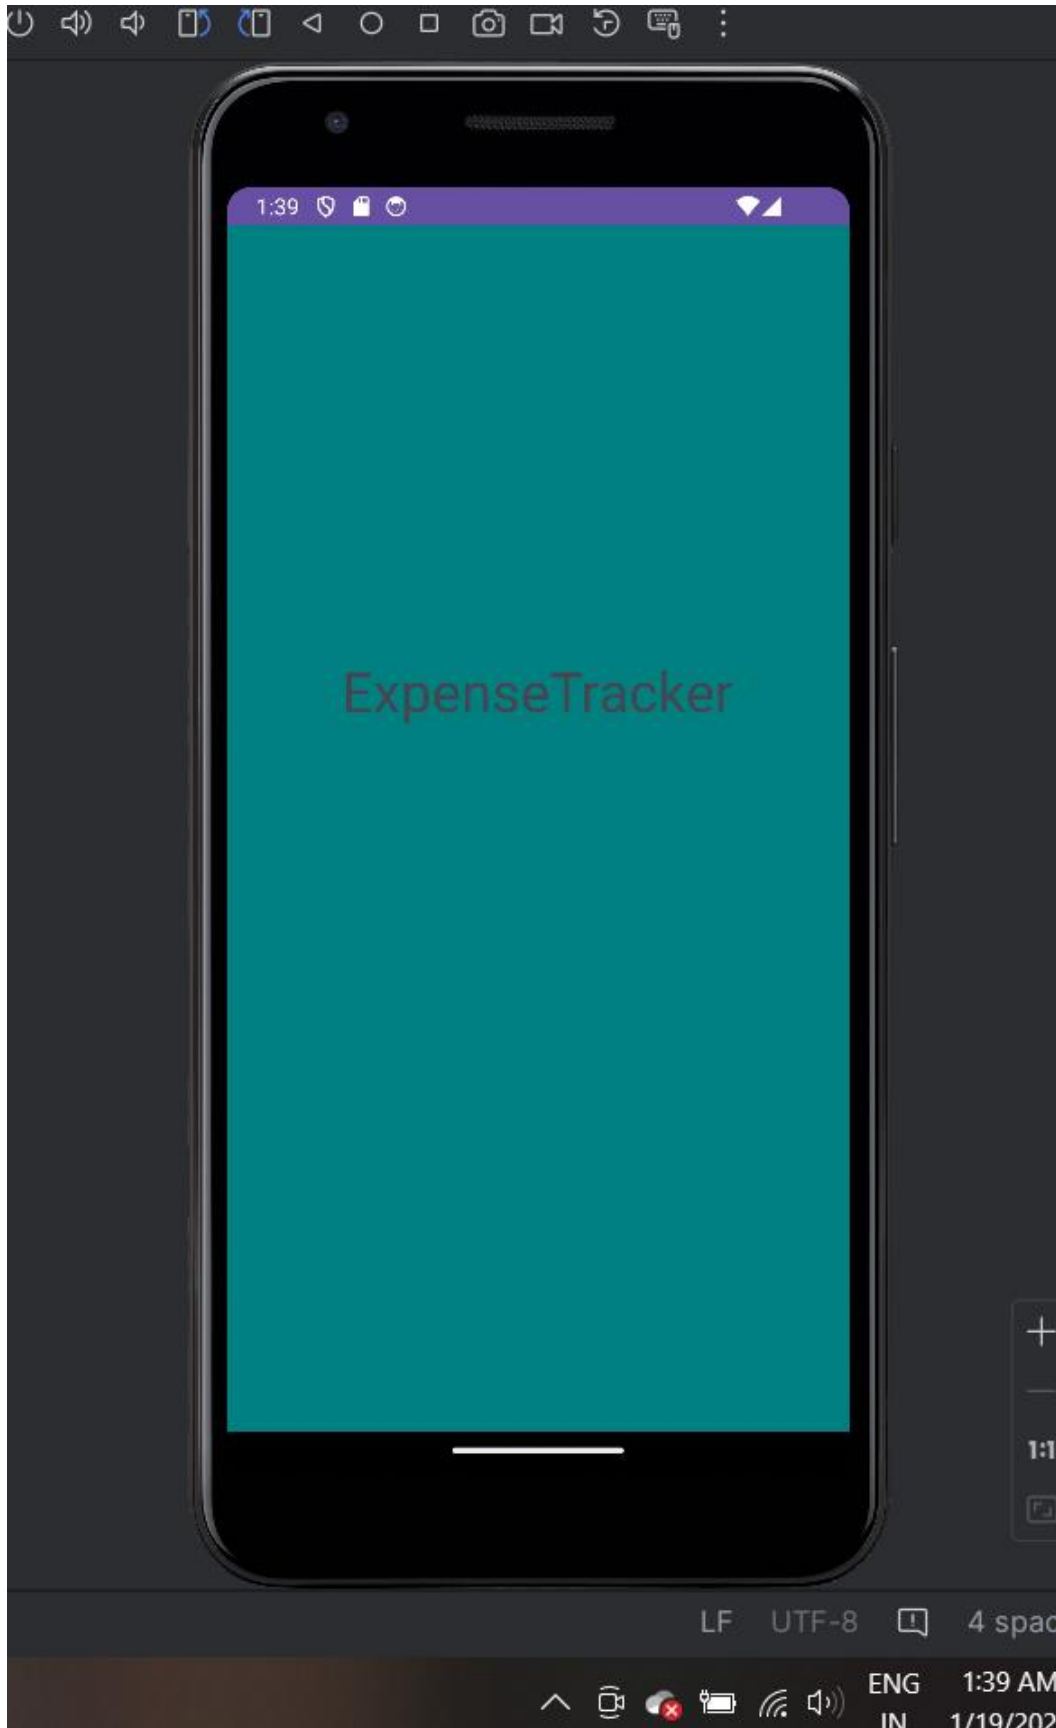 1:39
ExpenseTracker
1:1
LF UTF-8 4 spac
ENG 1:39 AM
IN 1/19/202